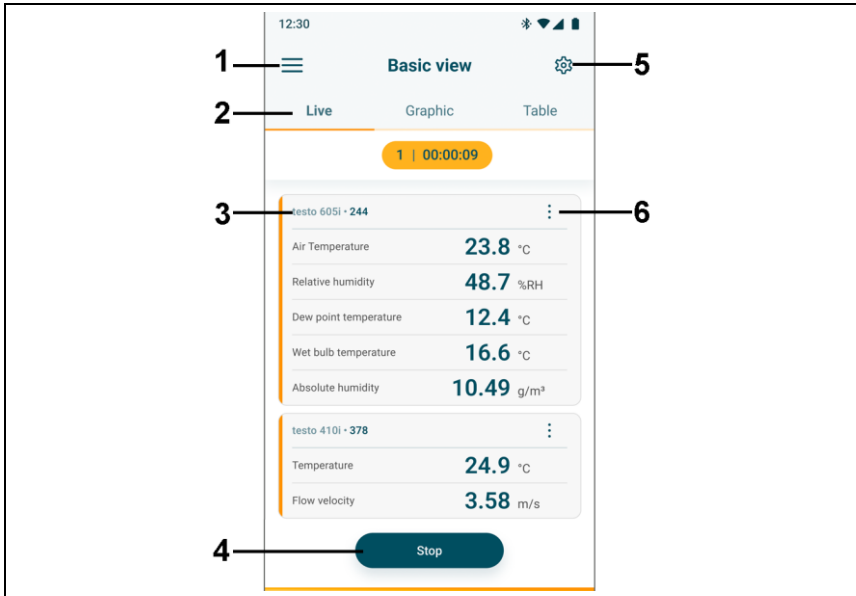 12:30
1 Basic view 5
2 Live Graphic Table
1 | 00:00:09
3 testo 605i · 244 6
Air Temperature 23.8 °C
Relative humidity 48.7 %RH
Dew point temperature 12.4 °C
Wet bulb temperature 16.6 °C
Absolute humidity 10.49 g/m³
testo 410i · 378
Temperature 24.9 °C
Flow velocity 3.58 m/s
4 Stop